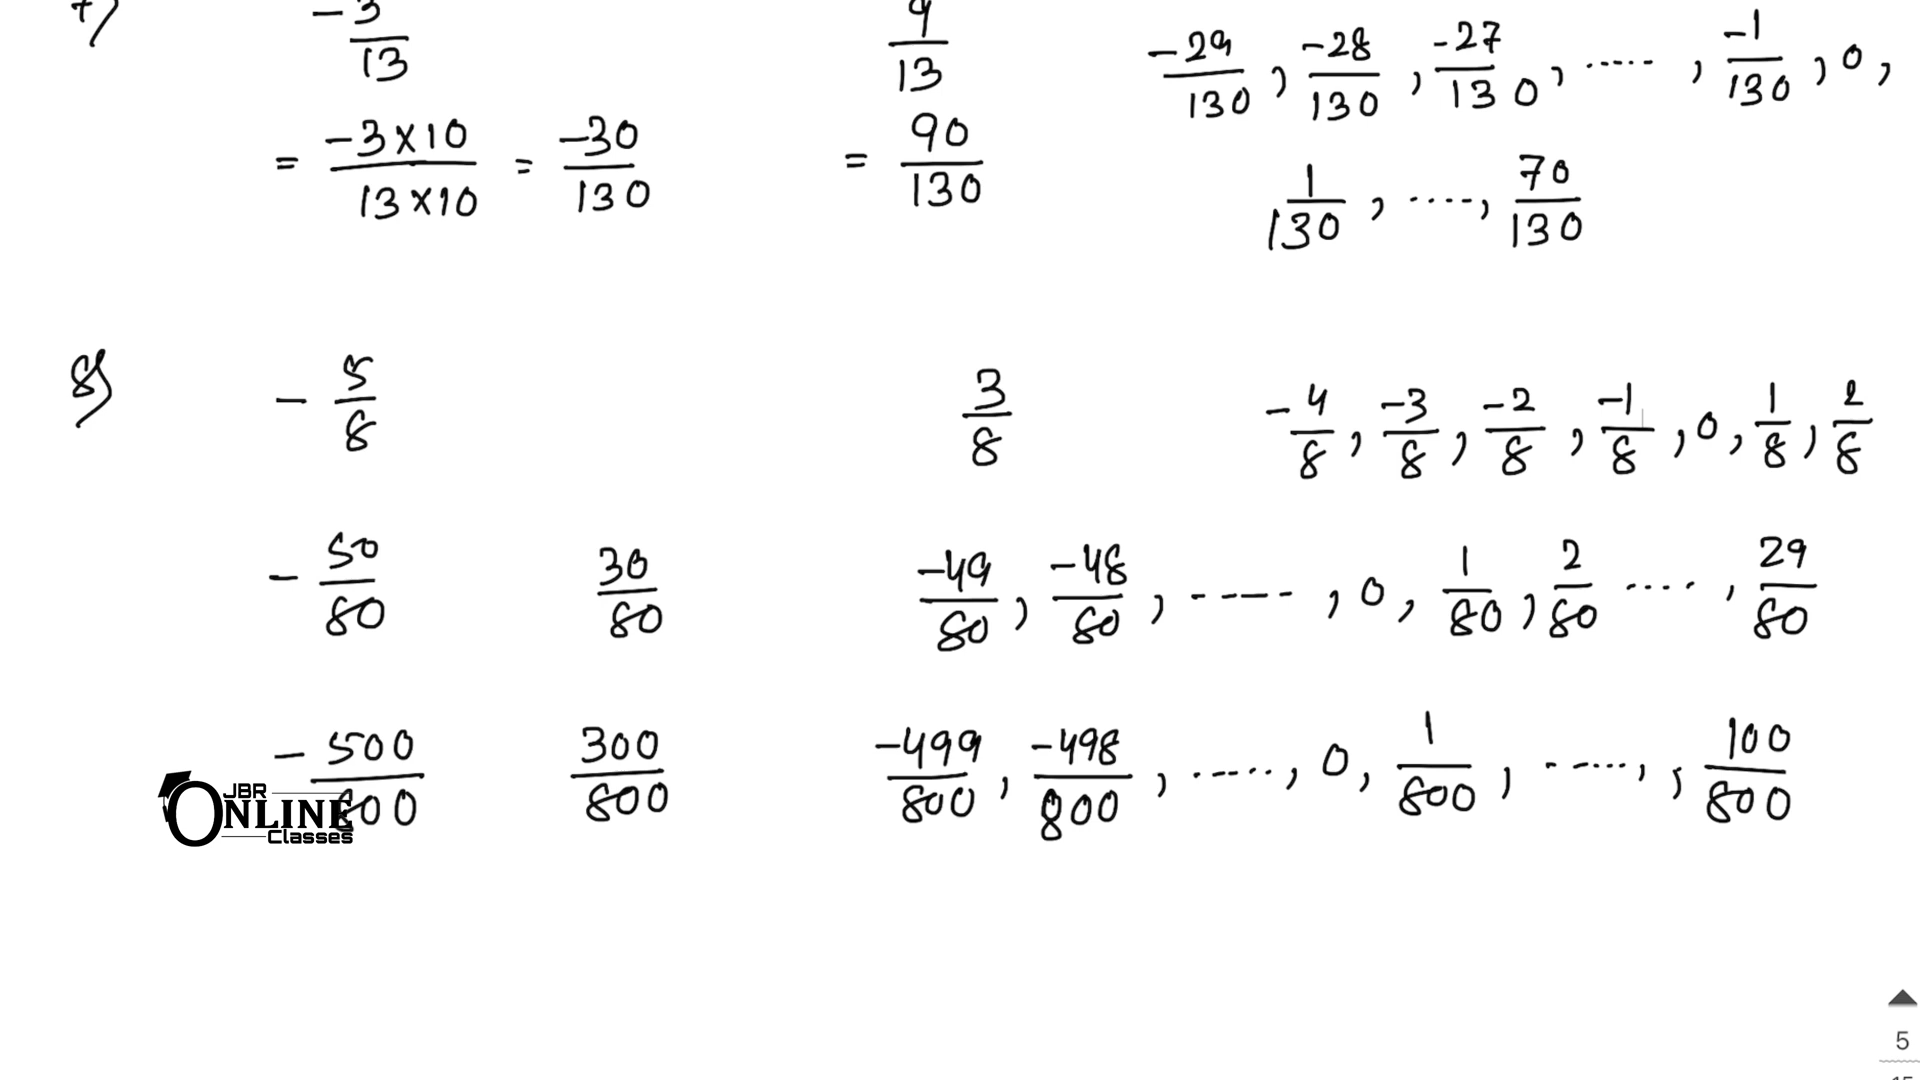 7) -3/13 9/13 -29/130, -28/130, -27/130, ....., -1/130, 0,
= -3×10/13×10 = -30/130 = 90/130 1/130, ....., 70/130
8) - 5/8 3/8 -4/8, -3/8, -2/8, -1/8, 0, 1/8, 2/8
- 50/80 30/80 -49/80, -48/80, -----, 0, 1/80, 2/80 ...., 29/80
- 500/800 300/800 -499/800, -498/800, ....., 0, 1/800, ....., , 100/800
JBR
ONLINE
Classes
5